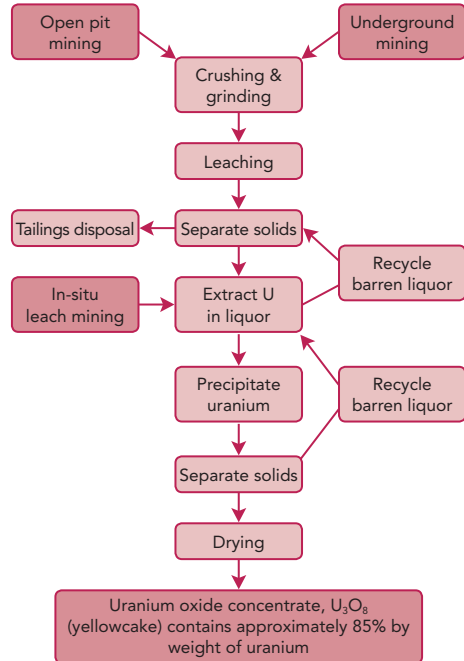 Open pit
mining
Underground
mining
Crushing &
grinding
Leaching
Tailings disposal
Separate solids
Recycle
barren liquor
In-situ
leach mining
Extract U
in liquor
Precipitate
uranium
Recycle
barren liquor
Separate solids
Drying
Uranium oxide concentrate, U₃O₈
(yellowcake) contains approximately 85% by
weight of uranium